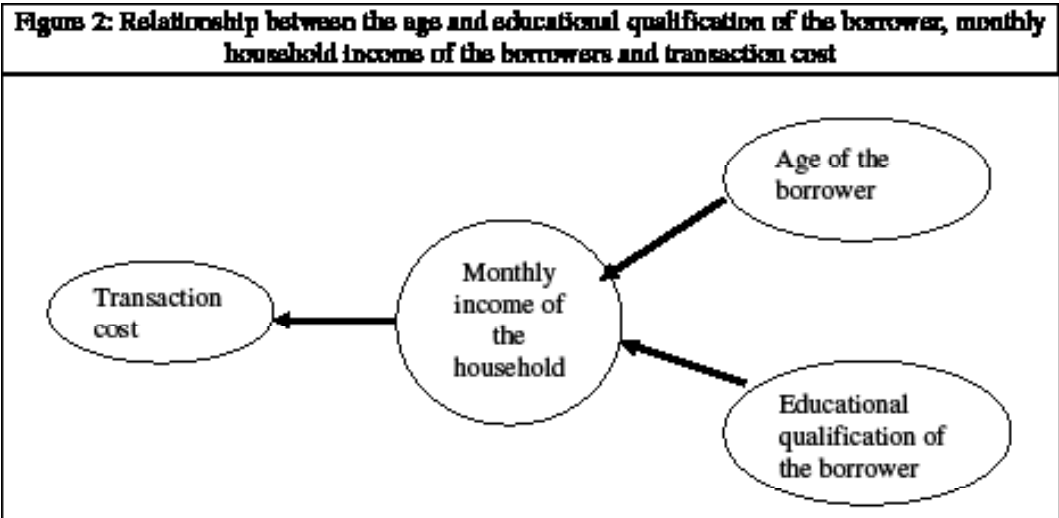 Figure 2: Relationship between the age and educational qualification of the borrower, monthly
household income of the borrowers and transaction cost
Age of the
borrower
Monthly
income of
the
household
Transaction
cost
Educational
qualification of
the borrower